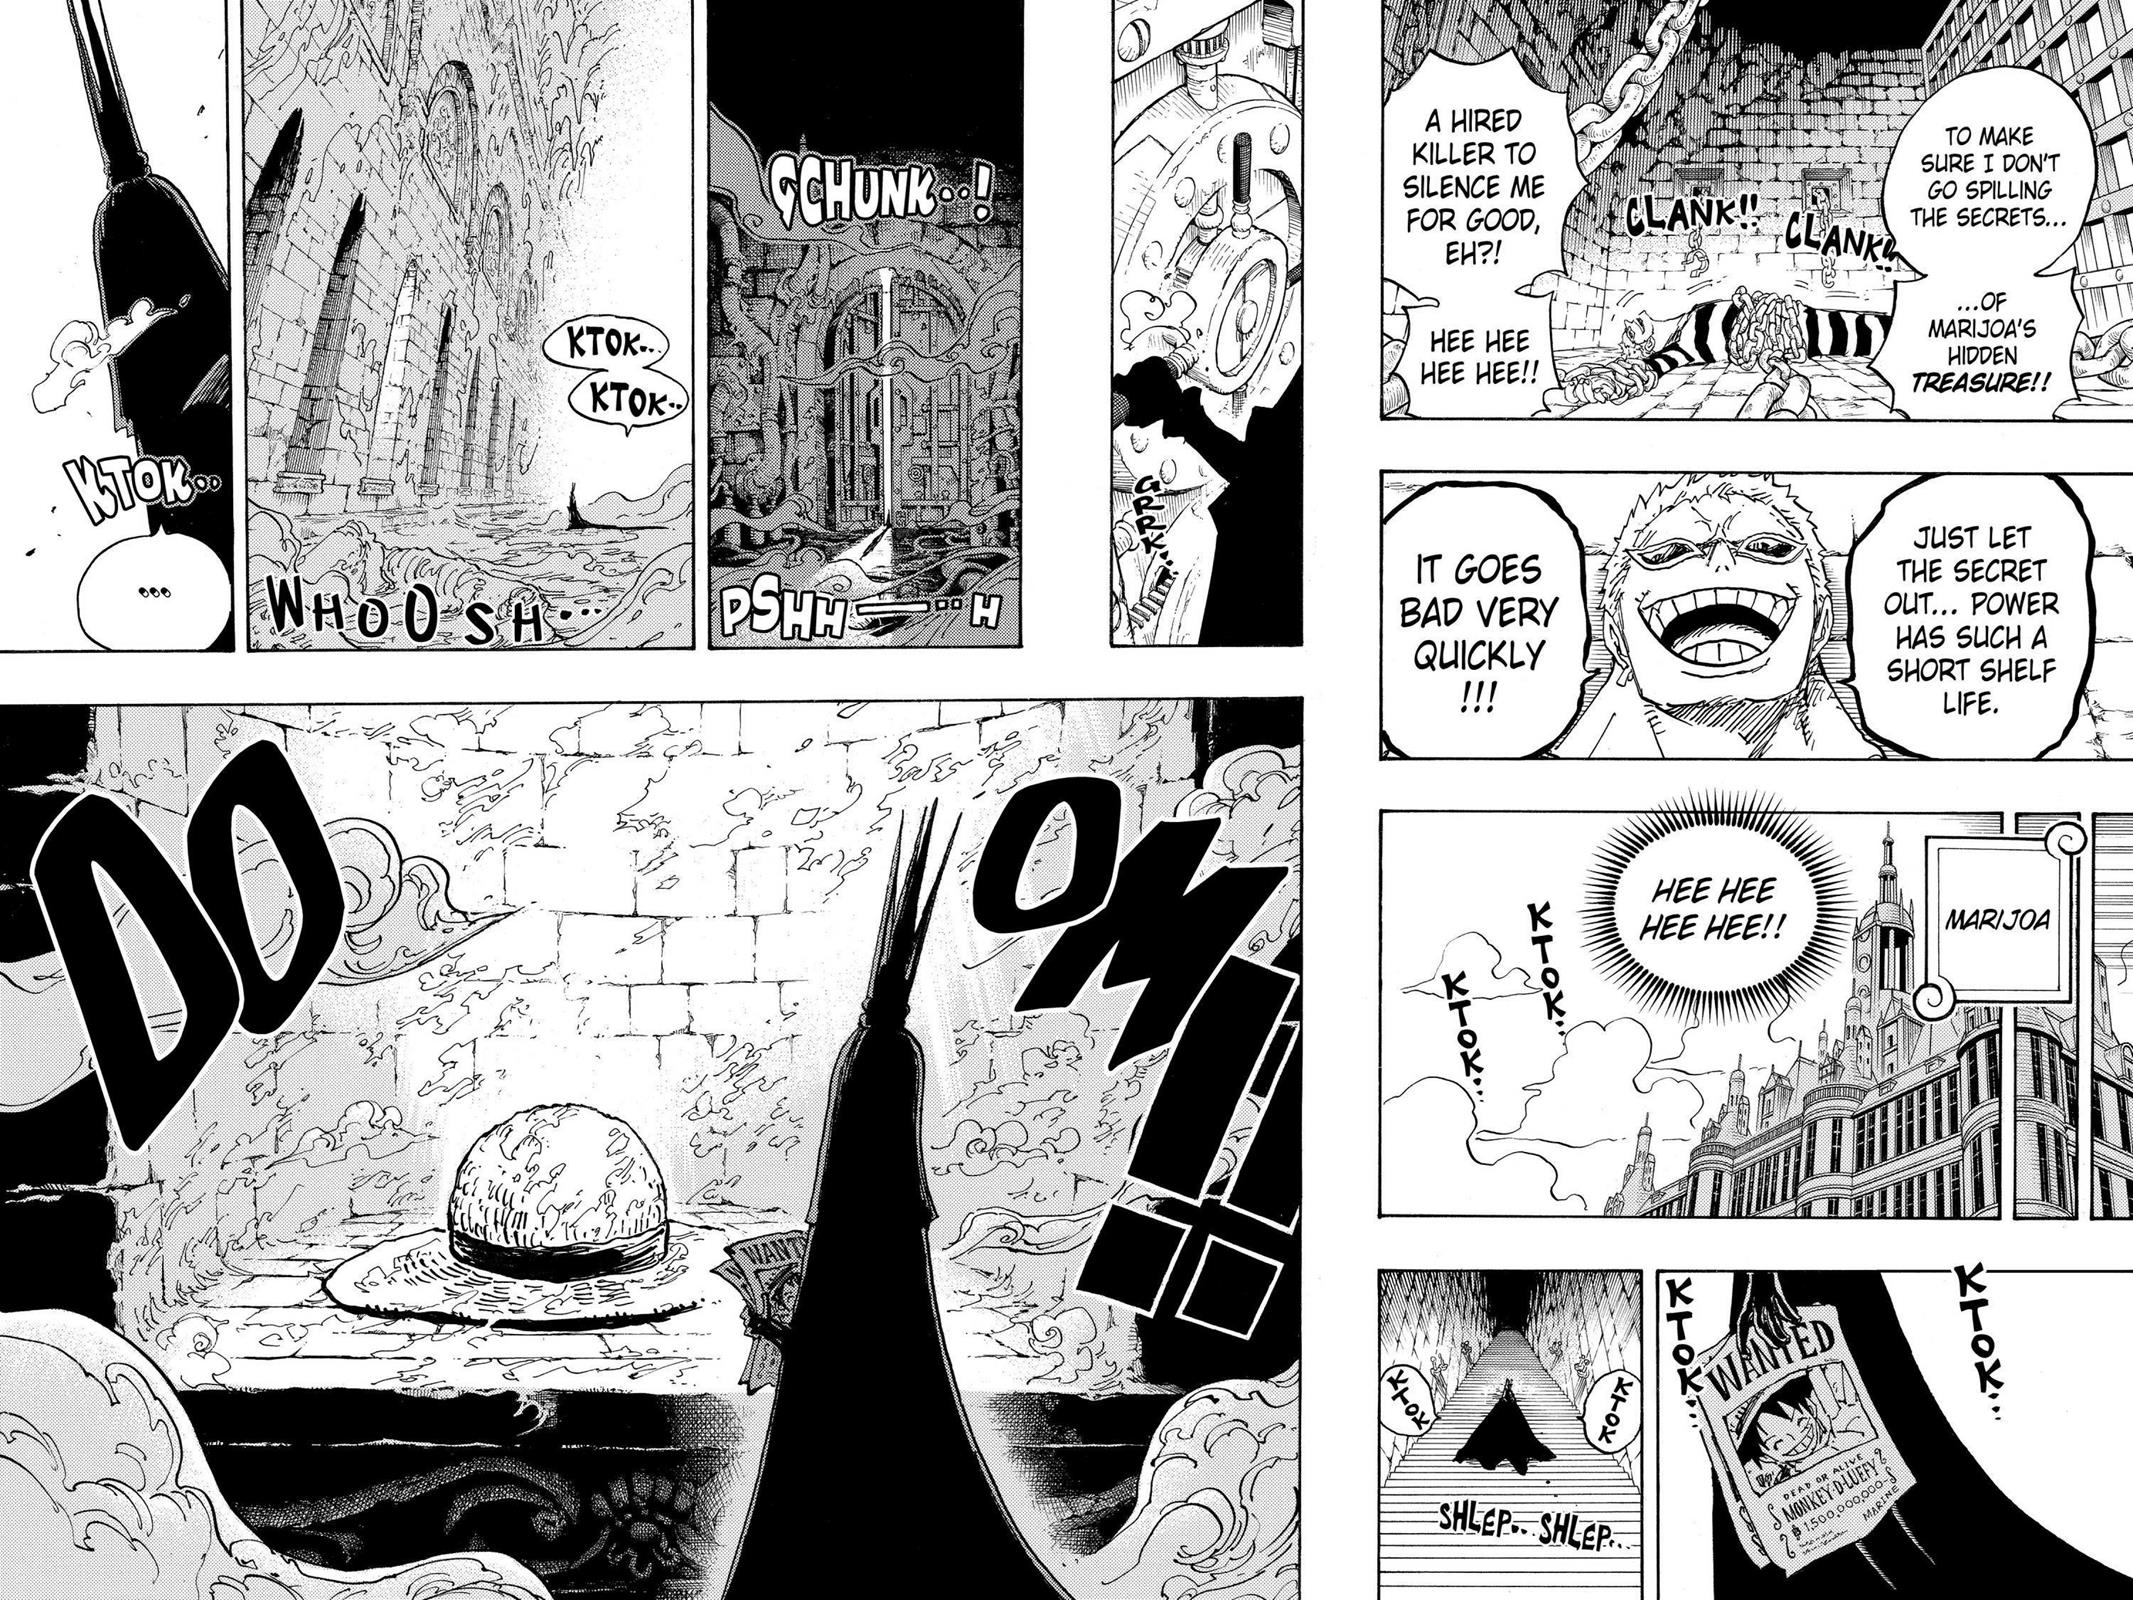 TO MAKE
SURE I DON'T
GO SPILLING
THE SECRETS...
...OF
MARIJOA'S
HIDDEN
TREASURE!!
CLANK!!
CLANK!!
A HIRED
KILLER TO
SILENCE ME
FOR GOOD,
EH?!
HEE HEE
HEE HEE!!
JUST LET
THE SECRET
OUT... POWER
HAS SUCH A
SHORT SHELF
LIFE.
IT GOES
BAD VERY
QUICKLY
!!!
MARIJOA
HEE HEE
HEE HEE!!
KTOK...
KTOK...
KTOK...
KTOK
KTOK...
WANTED
DEAD OR ALIVE
MONKEY·D·LUFFY
฿1,500,000,000-
MARINE
KTOK
KTOK
SHLEP... SHLEP...
GRRK...
GCHUNK..!
PSHH—··H
KTOK...
KTOK..
WHOOSH...
KTOK..
...
DOOM!!
WANT